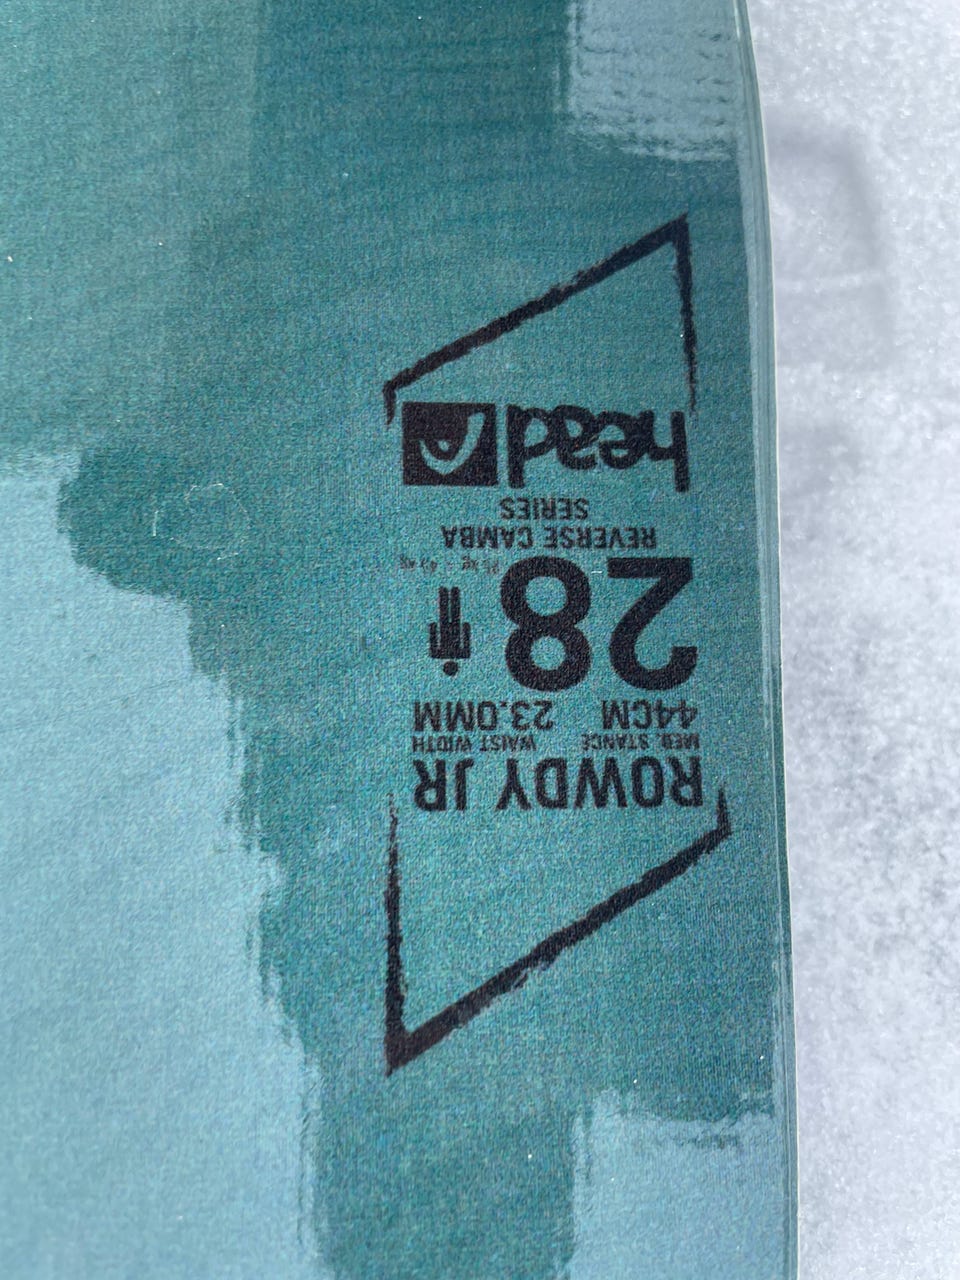 ROWDY JR
MED. STANCE WAIST WIDTH
44CM 23.0MM
28
REVERSE CAMBA
SERIES
head